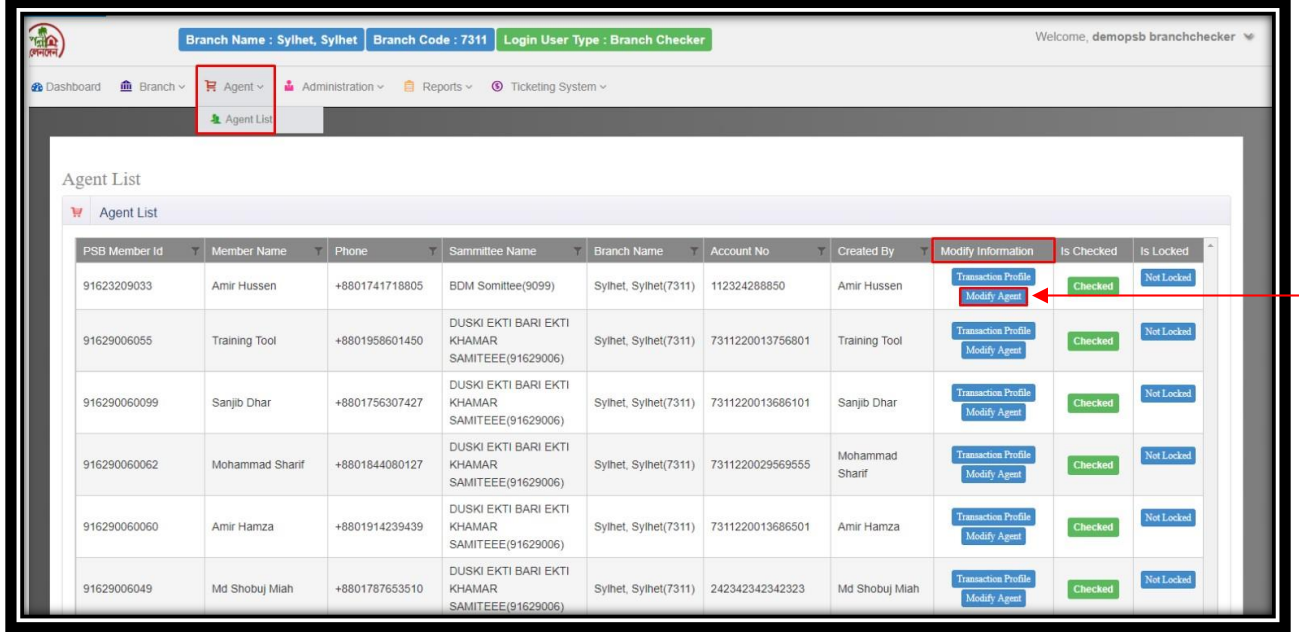 পল্লী লেনদেন
Branch Name : Sylhet, Sylhet Branch Code : 7311 Login User Type : Branch Checker Welcome, demopsb branchchecker
Dashboard Branch Agent Administration Reports Ticketing System
Agent List
Agent List
Agent List
PSB Member Id Member Name Phone Sammittee Name Branch Name Account No Created By Modify Information Is Checked Is Locked
91623209033 Amir Hussen +8801741718805 BDM Somittee(9099) Sylhet, Sylhet(7311) 112324288850 Amir Hussen Transaction Profile Checked Not Locked
Modify Agent
DUSKI EKTI BARI EKTI
91629006055 Training Tool +8801958601450 KHAMAR Sylhet, Sylhet(7311) 7311220013756801 Training Tool Transaction Profile Checked Not Locked
SAMITEEE(91629006) Modify Agent
DUSKI EKTI BARI EKTI
916290060099 Sanjib Dhar +8801756307427 KHAMAR Sylhet, Sylhet(7311) 7311220013686101 Sanjib Dhar Transaction Profile Checked Not Locked
SAMITEEE(91629006) Modify Agent
DUSKI EKTI BARI EKTI
916290060062 Mohammad Sharif +8801844080127 KHAMAR Sylhet, Sylhet(7311) 7311220029569555 Mohammad Sharif Transaction Profile Checked Not Locked
SAMITEEE(91629006) Modify Agent
DUSKI EKTI BARI EKTI
916290060060 Amir Hamza +8801914239439 KHAMAR Sylhet, Sylhet(7311) 7311220013686501 Amir Hamza Transaction Profile Checked Not Locked
SAMITEEE(91629006) Modify Agent
DUSKI EKTI BARI EKTI
91629006049 Md Shobuj Miah +8801787653510 KHAMAR Sylhet, Sylhet(7311) 242342342342323 Md Shobuj Miah Transaction Profile Checked Not Locked
SAMITEEE(91629006) Modify Agent